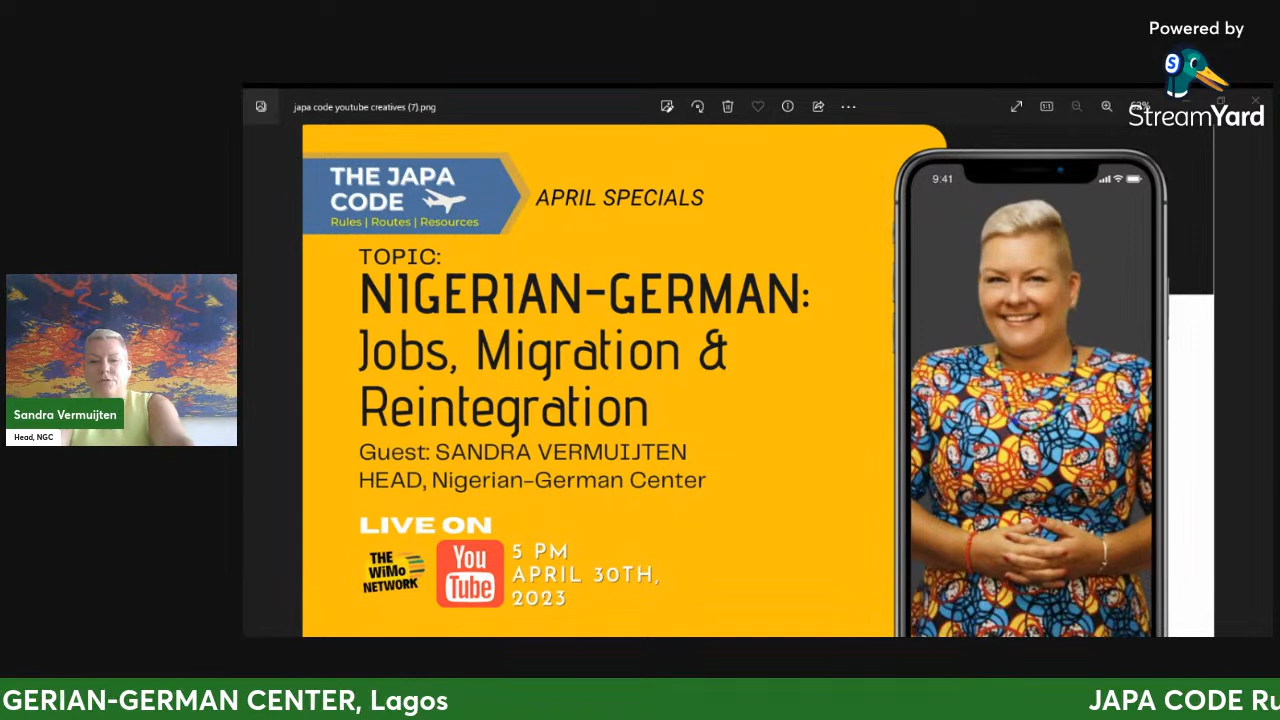 Powered by
S
StreamYard
japa code youtube creatives (7).png
THE JAPA
CODE
Rules | Routes | Resources
APRIL SPECIALS
9:41
TOPIC:
NIGERIAN-GERMAN:
Jobs, Migration &
Reintegration
Guest: SANDRA VERMUIJTEN
HEAD, Nigerian-German Center
LIVE ON
THE
WiMo
NETWORK
You
Tube
5 PM
APRIL 30TH,
2023
Sandra Vermuijten
Head, NGC
GERIAN-GERMAN CENTER, Lagos
JAPA CODE Ru